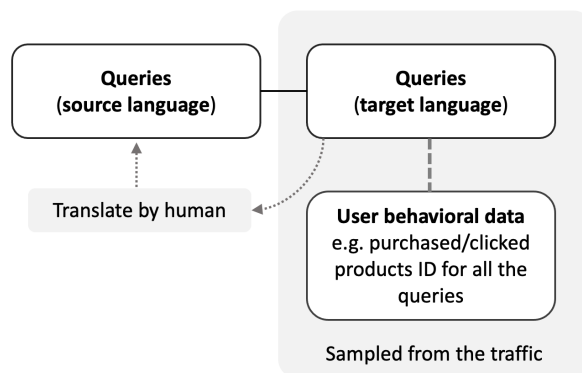 Queries
(source language)
Queries
(target language)
Translate by human
User behavioral data
e.g. purchased/clicked
products ID for all the
queries
Sampled from the traffic